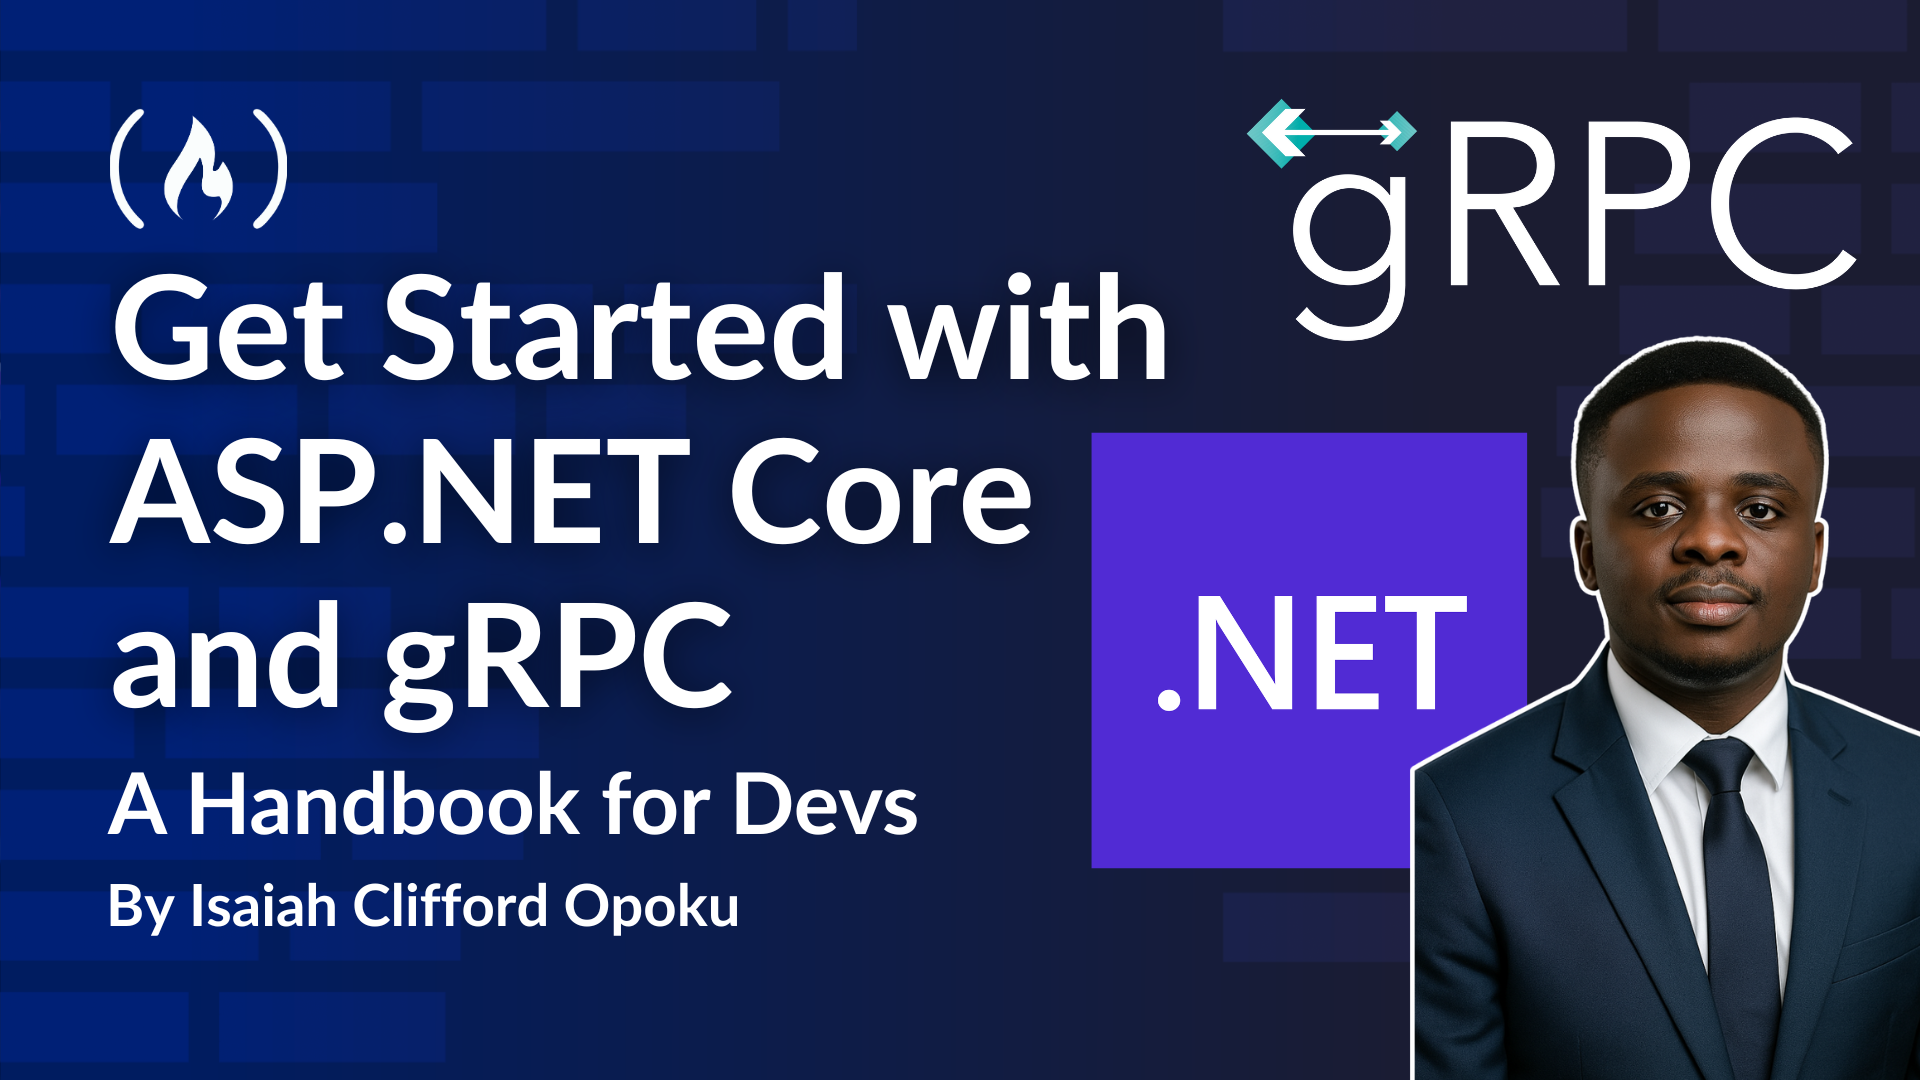 gRPC
Get Started with
ASP.NET Core
and gRPC
.NET
A Handbook for Devs
By Isaiah Clifford Opoku